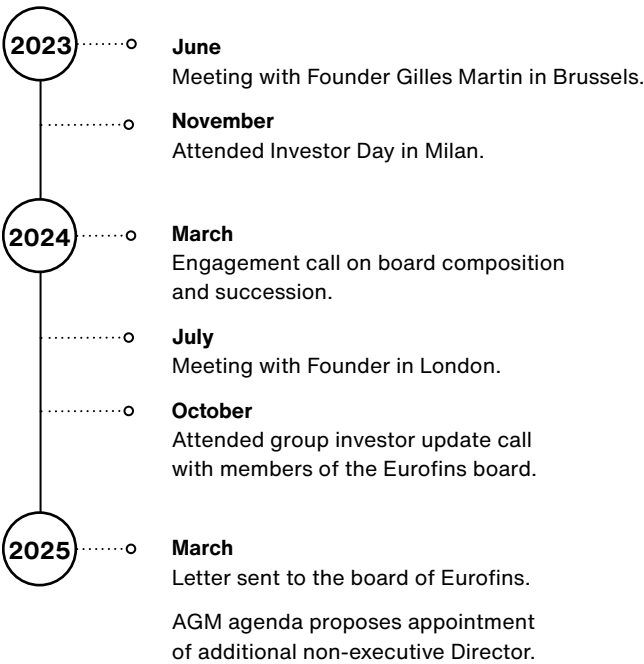 2023
June
Meeting with Founder Gilles Martin in Brussels.
November
Attended Investor Day in Milan.
2024
March
Engagement call on board composition
and succession.
July
Meeting with Founder in London.
October
Attended group investor update call
with members of the Eurofins board.
2025
March
Letter sent to the board of Eurofins.
AGM agenda proposes appointment
of additional non-executive Director.